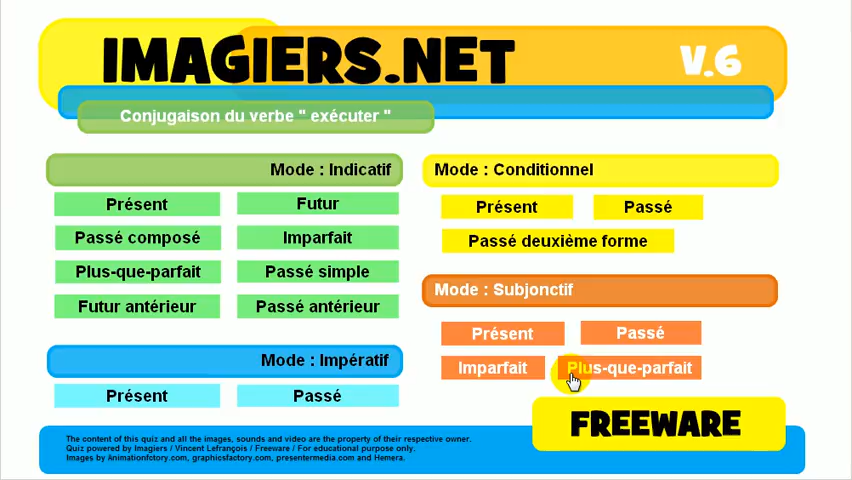 IMAGIERS.NET
V.6
Conjugaison du verbe " exécuter "
Mode : Indicatif
Présent
Futur
Passé composé
Imparfait
Plus-que-parfait
Passé simple
Futur antérieur
Passé antérieur
Mode : Impératif
Présent
Passé
Mode : Conditionnel
Présent
Passé
Passé deuxième forme
Mode : Subjonctif
Présent
Passé
Imparfait
Plus-que-parfait
FREEWARE
The content of this quiz and all the images, sounds and video are the property of their respective owner.
Quiz powered by Imagiers / Vincent Lefrançois / Freeware / For educational purpose only.
Images by Animationfctory.com, graphicsfactory.com, presentermedia.com and Hemera.